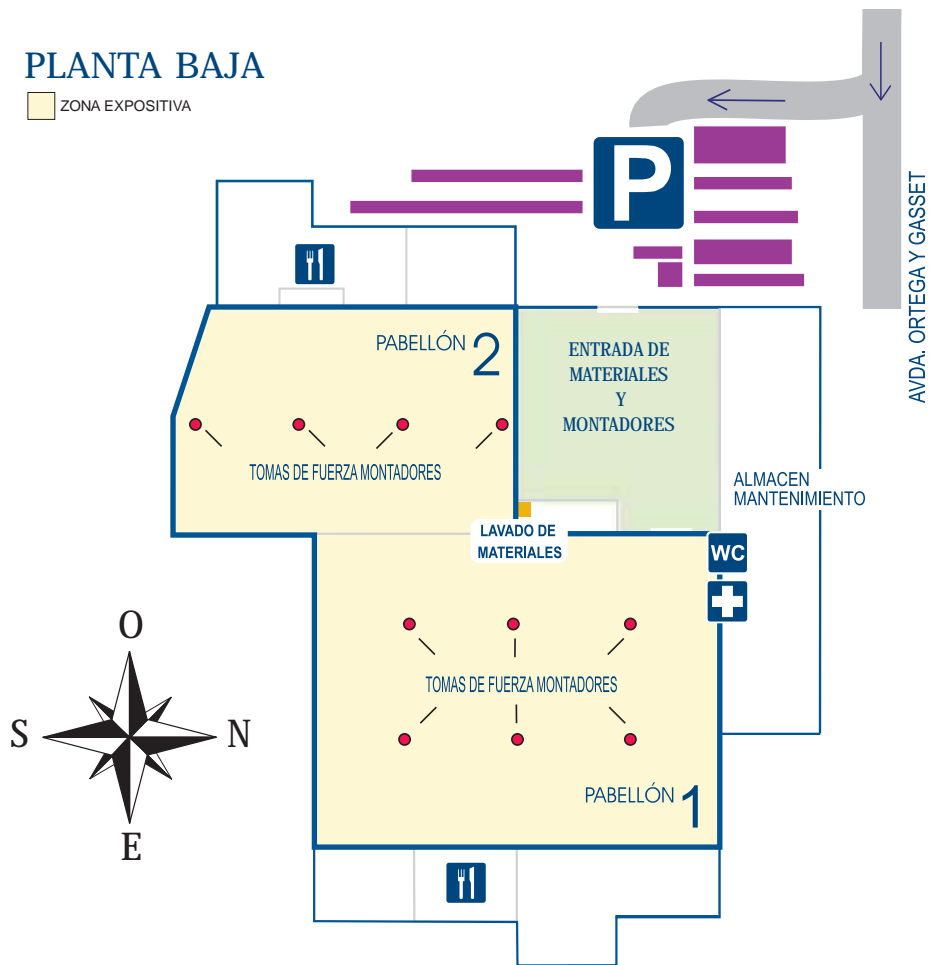 PLANTA BAJA
ZONA EXPOSITIVA
P
AVDA. ORTEGA Y GASSET
PABELLÓN 2
ENTRADA DE
MATERIALES
Y
MONTADORES
TOMAS DE FUERZA MONTADORES
ALMACEN
MANTENIMIENTO
LAVADO DE
MATERIALES
WC
TOMAS DE FUERZA MONTADORES
PABELLÓN 1
O
S
N
E